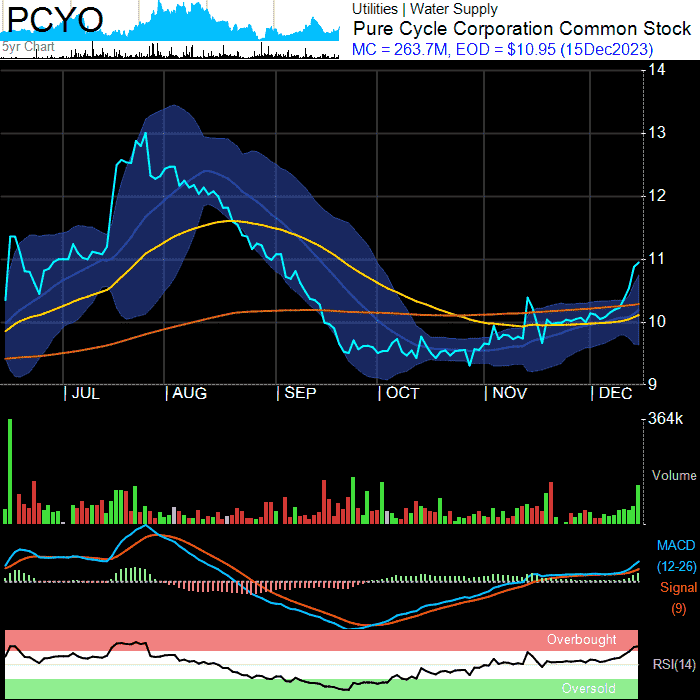 PCYO
5yr Chart
Utilities | Water Supply
Pure Cycle Corporation Common Stock
MC = 263.7M, EOD = $10.95 (15Dec2023)
14
13
12
11
10
9
| JUL | AUG | SEP | OCT | NOV | DEC
364k
Volume
MACD
(12-26)
Signal
(9)
Overbought
RSI(14)
Oversold